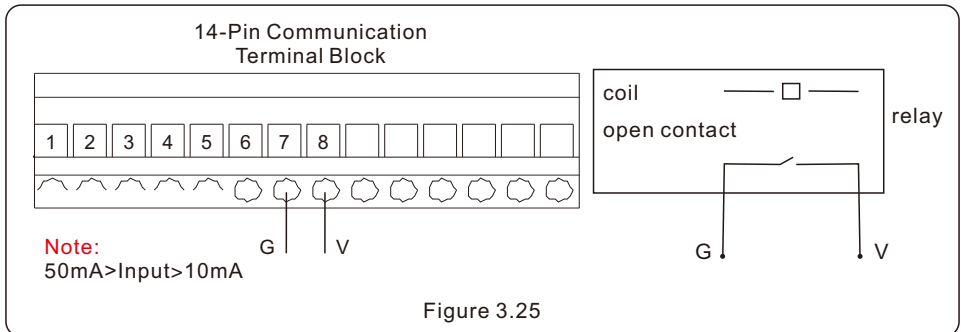 14-Pin Communication
Terminal Block
1 2 3 4 5 6 7 8
coil
open contact
relay
G V
G V
Note:
50mA>Input>10mA
Figure 3.25